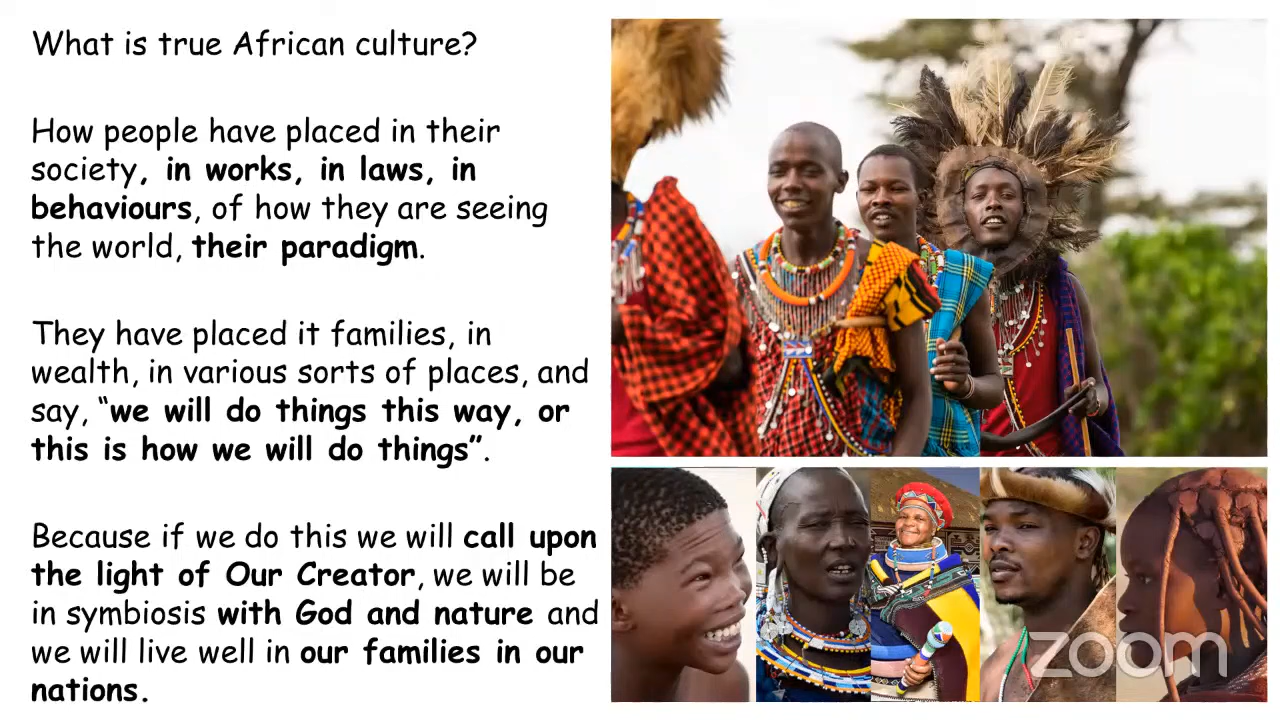 What is true African culture?
How people have placed in their
society, in works, in laws, in
behaviours, of how they are seeing
the world, their paradigm.
They have placed it families, in
wealth, in various sorts of places, and
say, “we will do things this way, or
this is how we will do things”.
Because if we do this we will call upon
the light of Our Creator, we will be
in symbiosis with God and nature and
we will live well in our families in our
nations.
zoom